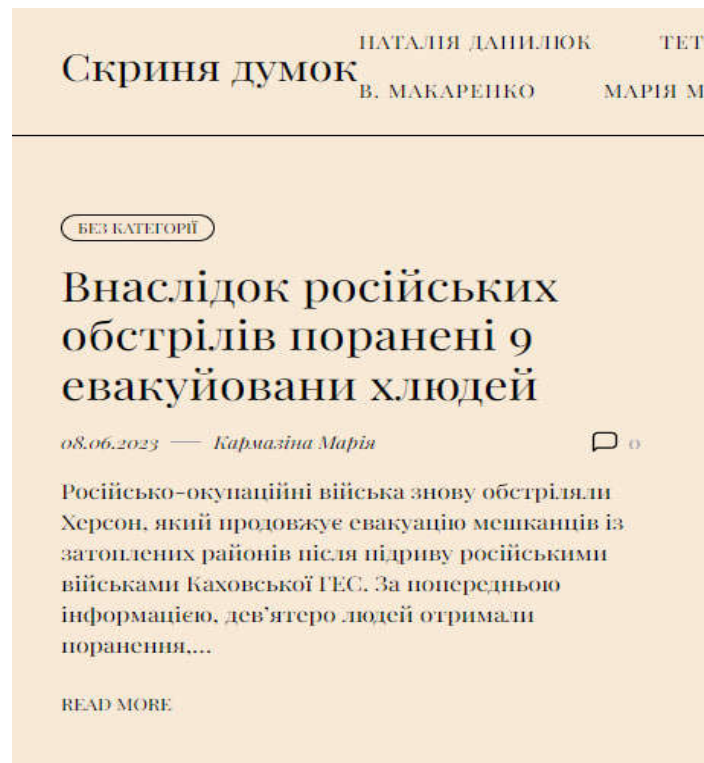 Скриня думок
НАТАЛІЯ ДАНИЛЮК ТЕТ
В. МАКАРЕНКО МАРІЯ М
БЕЗ КАТЕГОРІЇ
Внаслідок російських
обстрілів поранені 9
евакуйовани хлюдей
08.06.2023 — Кармазіна Марія 0
Російсько-окупаційні війська знову обстріляли
Херсон, який продовжує евакуацію мешканців із
затоплених районів після підриву російськими
військами Каховської ГЕС. За попередньою
інформацією, дев’ятеро людей отримали
поранення,...
READ MORE